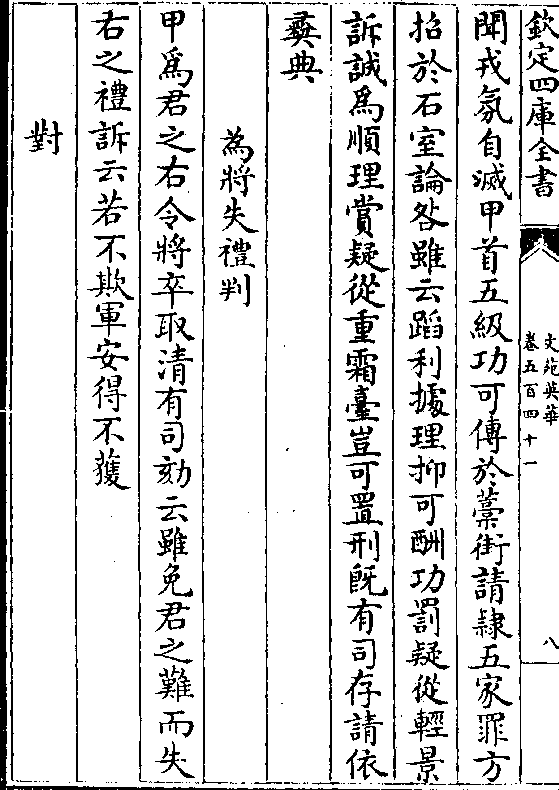 欽定四庫全書
文苑英華
卷五百四十一
八
聞戎氛自滅甲首五級功可傳於藁街請隷五家罪方
招於石室論咎雖云蹈利據理抑可酬功罰疑從輕景
訴誠為順理賞疑從重霜臺豈可置刑旣有司存請依
彛典
為將失禮判
甲爲君之右令將卒取清有司劾云雖免君之難而失
右之禮訴云若不欺軍安得不獲
對